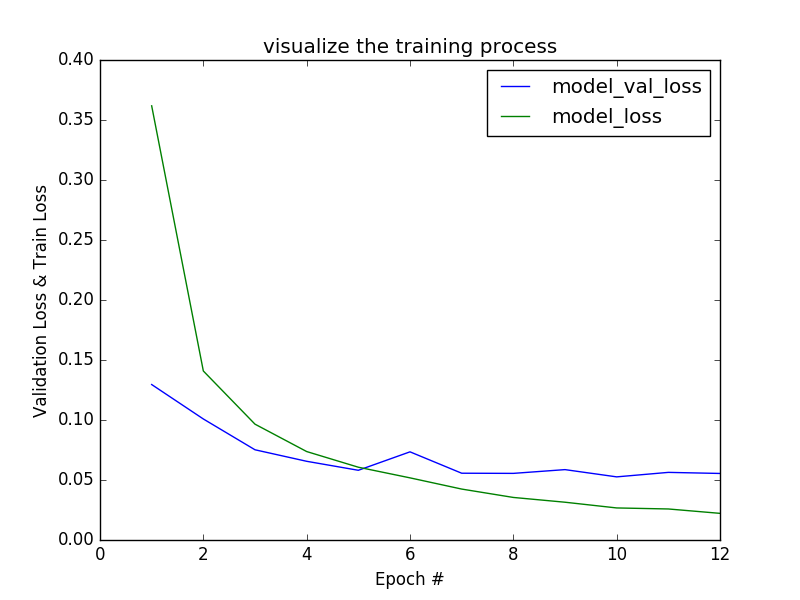 visualize the training process
model_val_loss
model_loss
Validation Loss & Train Loss
0.40
0.35
0.30
0.25
0.20
0.15
0.10
0.05
0.00
0 2 4 6 8 10 12
Epoch #